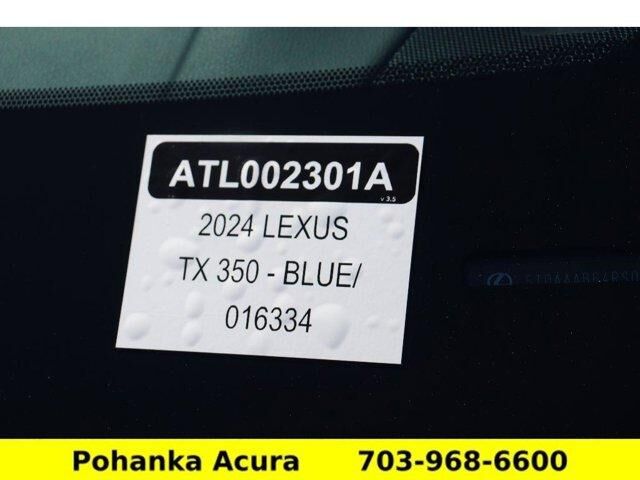 ATL002301A
v 3.5
2024 LEXUS
TX 350 - BLUE/
016334
Pohanka Acura 703-968-6600